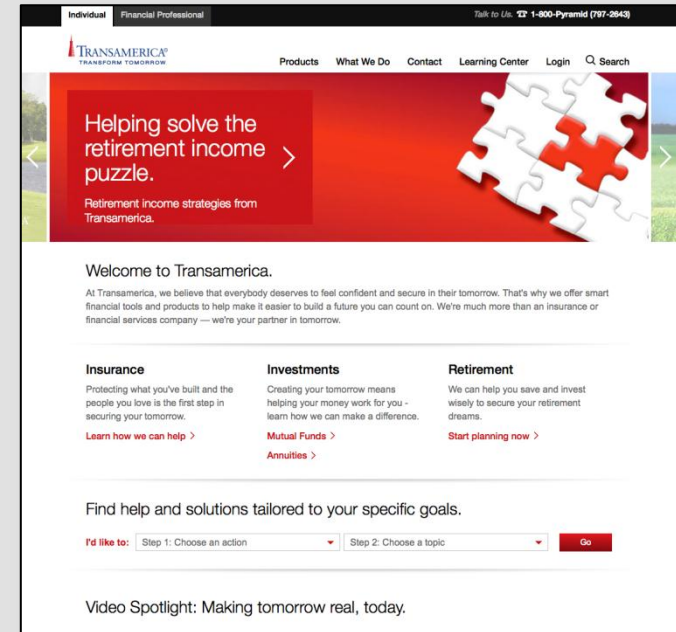 Individual Financial Professional Talk to Us. ☎ 1-800-Pyramid (797-2643)
TRANSAMERICA®
TRANSFORM TOMORROW
Products What We Do Contact Learning Center Login Search
Helping solve the
retirement income
puzzle.
Retirement income strategies from
Transamerica.
Welcome to Transamerica.
At Transamerica, we believe that everybody deserves to feel confident and secure in their tomorrow. That's why we offer smart
financial tools and products to help make it easier to build a future you can count on. We're much more than an insurance or
financial services company — we're your partner in tomorrow.
Insurance
Protecting what you've built and the
people you love is the first step in
securing your tomorrow.
Learn how we can help >
Investments
Creating your tomorrow means
helping your money work for you -
learn how we can make a difference.
Mutual Funds >
Annuities >
Retirement
We can help you save and invest
wisely to secure your retirement
dreams.
Start planning now >
Find help and solutions tailored to your specific goals.
I'd like to: Step 1: Choose an action Step 2: Choose a topic Go
Video Spotlight: Making tomorrow real, today.